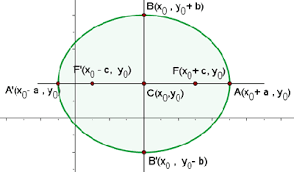 B(x₀ , y₀+ b)
F'(x₀ - c, y₀)
F(x₀+ c, y₀)
A'(x₀- a , y₀)
C(x₀,y₀)
A(x₀+ a , y₀)
B'(x₀ , y₀- b)